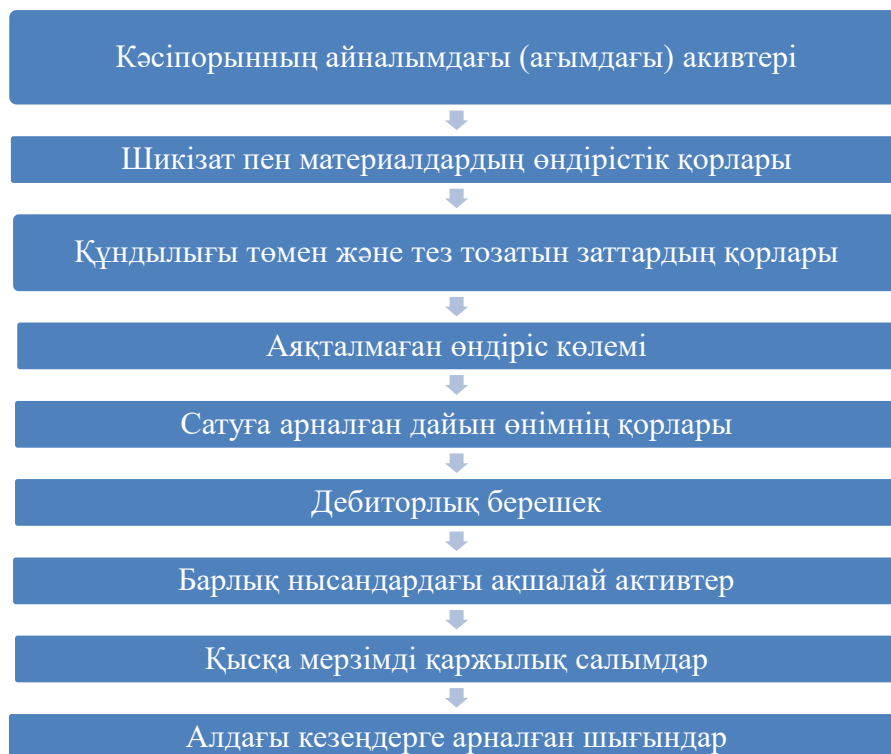 Кәсіпорынның айналымдағы (ағымдағы) акивтері
Шикізат пен материалдардың өндірістік қорлары
Құндылығы төмен және тез тозатын заттардың қорлары
Аяқталмаған өндіріс көлемі
Сатуға арналған дайын өнімнің қорлары
Дебиторлық берешек
Барлық нысандардағы ақшалай активтер
Қысқа мерзімді қаржылық салымдар
Алдағы кезеңдерге арналған шығындар